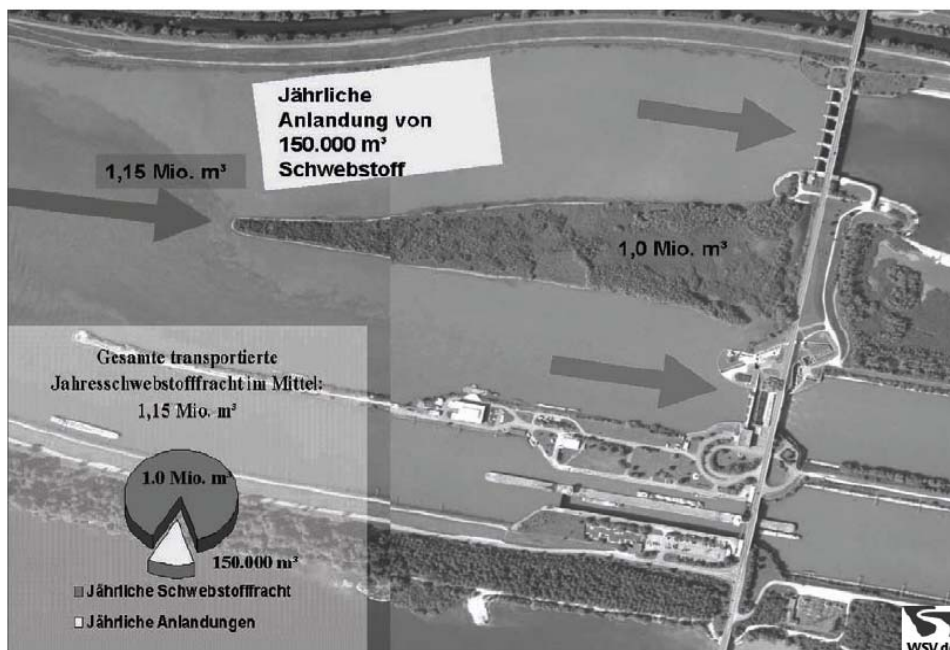 Jährliche
Anlandung von
150.000 m³
Schwebstoff
1,15 Mio. m³
1,0 Mio. m³
Gesamte transportierte
Jahresschwebstofffracht im Mittel:
1,15 Mio. m³
1.0 Mio. m³
150.000 m³
Jährliche Schwebstofffracht
Jährliche Anlandungen
WSV.d